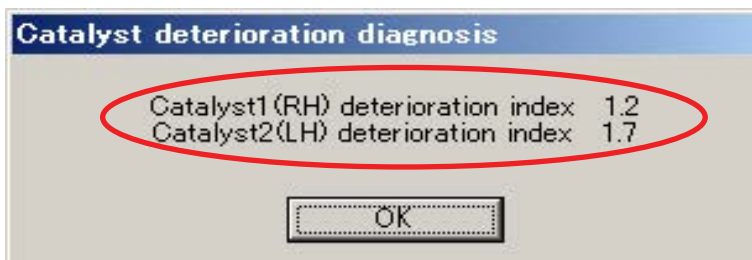 Catalyst deterioration diagnosis
Catalyst1(RH) deterioration index 1.2
Catalyst2(LH) deterioration index 1.7
OK